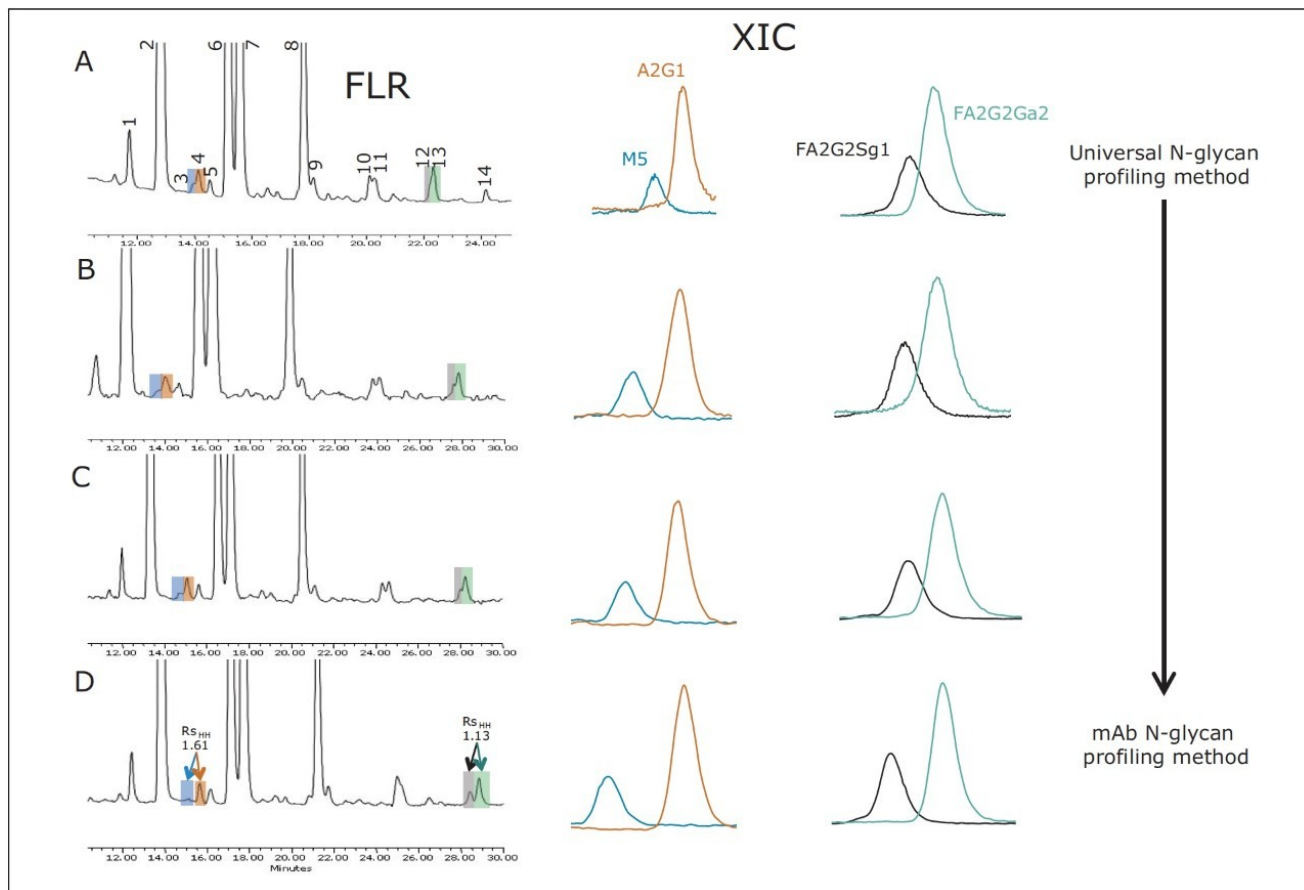 XIC
A
FLR
1
2
3
4
5
6
7
8
9
10
11
12
13
14
A2G1
M5
FA2G2Ga2
FA2G2Sg1
Universal N-glycan
profiling method
12.00 14.00 16.00 18.00 20.00 22.00 24.00
B
12.00 14.00 16.00 18.00 20.00 22.00 24.00 26.00 28.00 30.00
C
12.00 14.00 16.00 18.00 20.00 22.00 24.00 26.00 28.00 30.00
D
Rs HH
1.61
Rs HH
1.13
mAb N-glycan
profiling method
12.00 14.00 16.00 18.00 20.00 22.00 24.00 26.00 28.00 30.00
Minutes